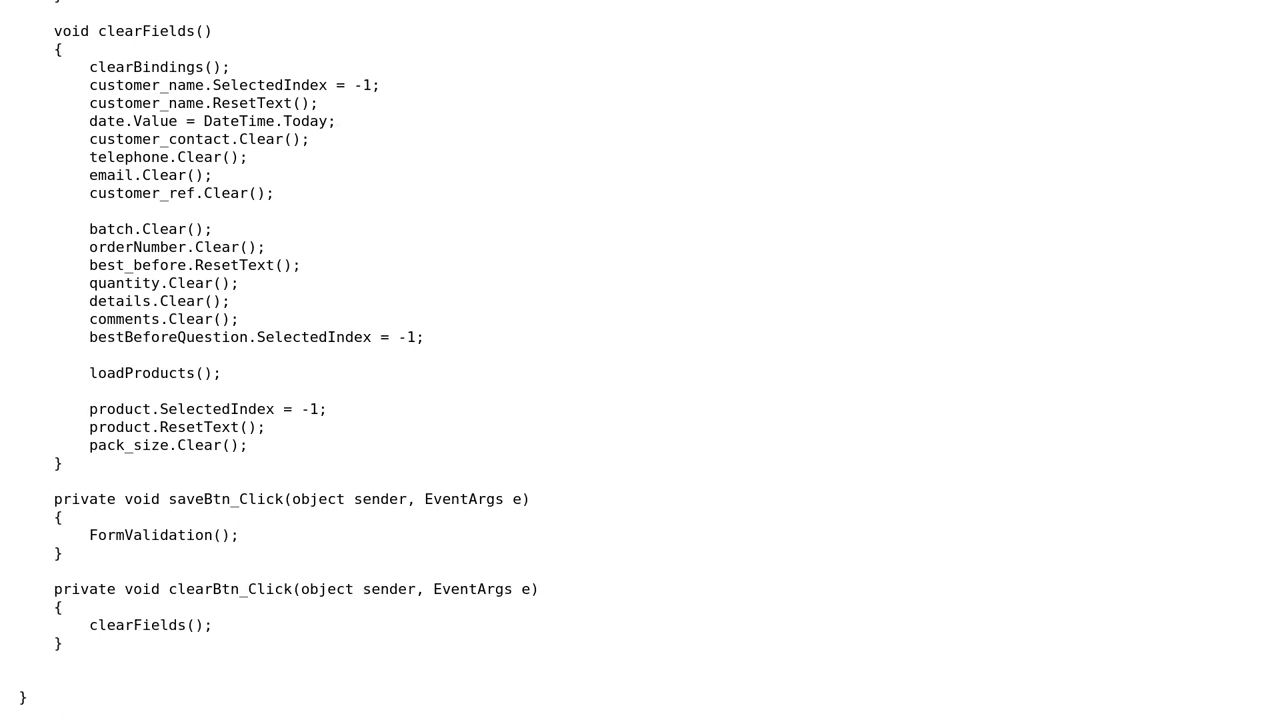 }
void clearFields()
{
clearBindings();
customer_name.SelectedIndex = -1;
customer_name.ResetText();
date.Value = DateTime.Today;
customer_contact.Clear();
telephone.Clear();
email.Clear();
customer_ref.Clear();
batch.Clear();
orderNumber.Clear();
best_before.ResetText();
quantity.Clear();
details.Clear();
comments.Clear();
bestBeforeQuestion.SelectedIndex = -1;
loadProducts();
product.SelectedIndex = -1;
product.ResetText();
pack_size.Clear();
}
private void saveBtn_Click(object sender, EventArgs e)
{
FormValidation();
}
private void clearBtn_Click(object sender, EventArgs e)
{
clearFields();
}
}